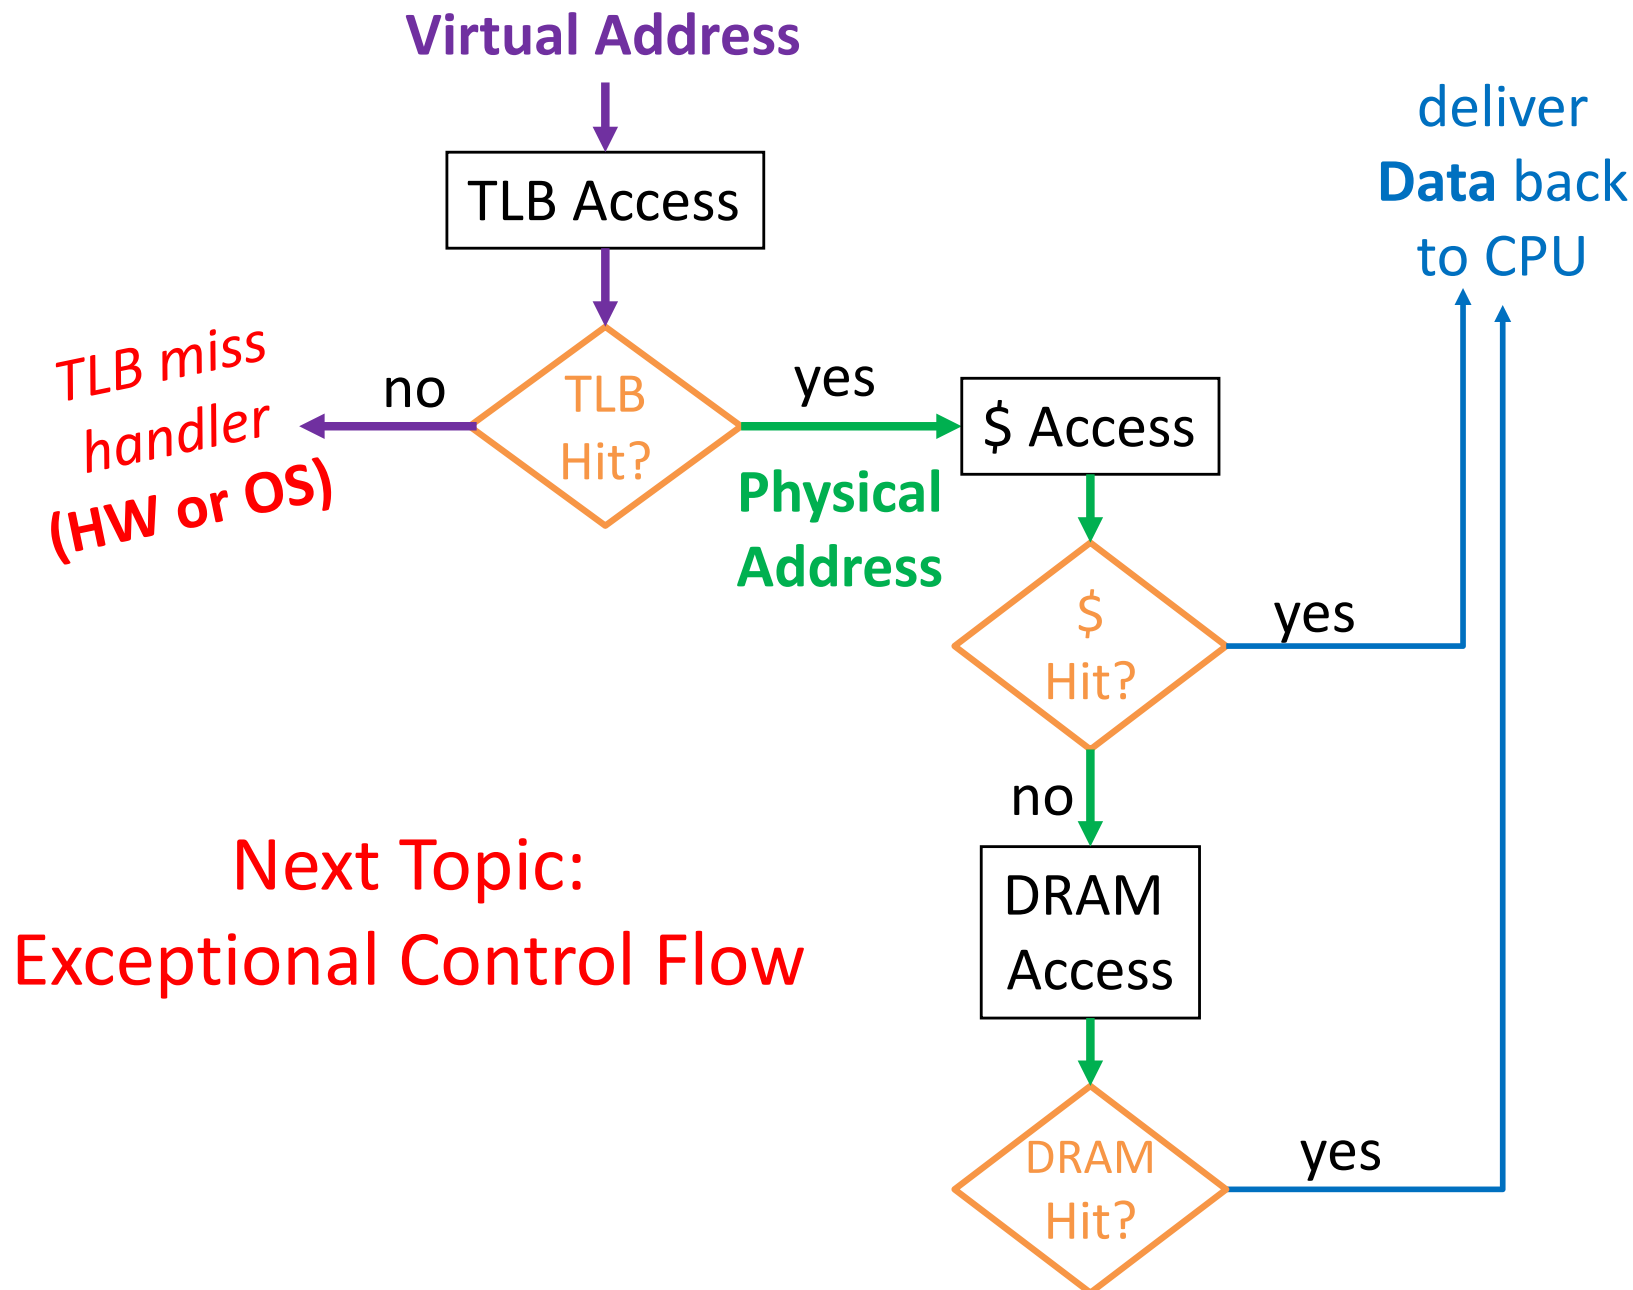 Virtual Address
TLB Access
TLB
Hit?
no
TLB miss
handler
(HW or OS)
yes
Physical
Address
$ Access
$
Hit?
yes
deliver
Data back
to CPU
no
DRAM
Access
DRAM
Hit?
yes
Next Topic:
Exceptional Control Flow